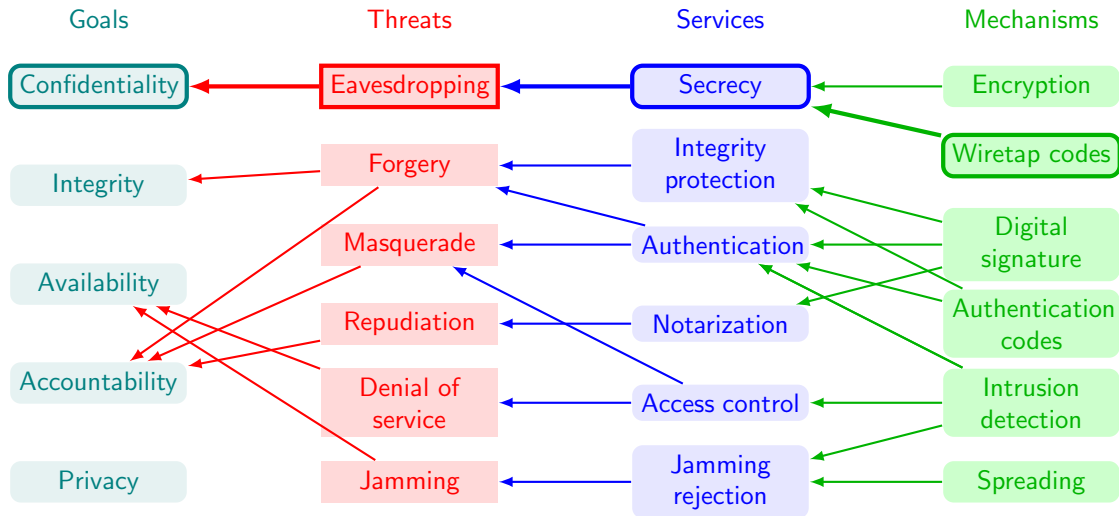 Goals
Threats
Services
Mechanisms
Confidentiality
Eavesdropping
Secrecy
Encryption
Wiretap codes
Integrity
Forgery
Integrity
protection
Digital
signature
Availability
Masquerade
Authentication
Authentication
codes
Repudiation
Notarization
Accountability
Denial of
service
Access control
Intrusion
detection
Privacy
Jamming
Jamming
rejection
Spreading